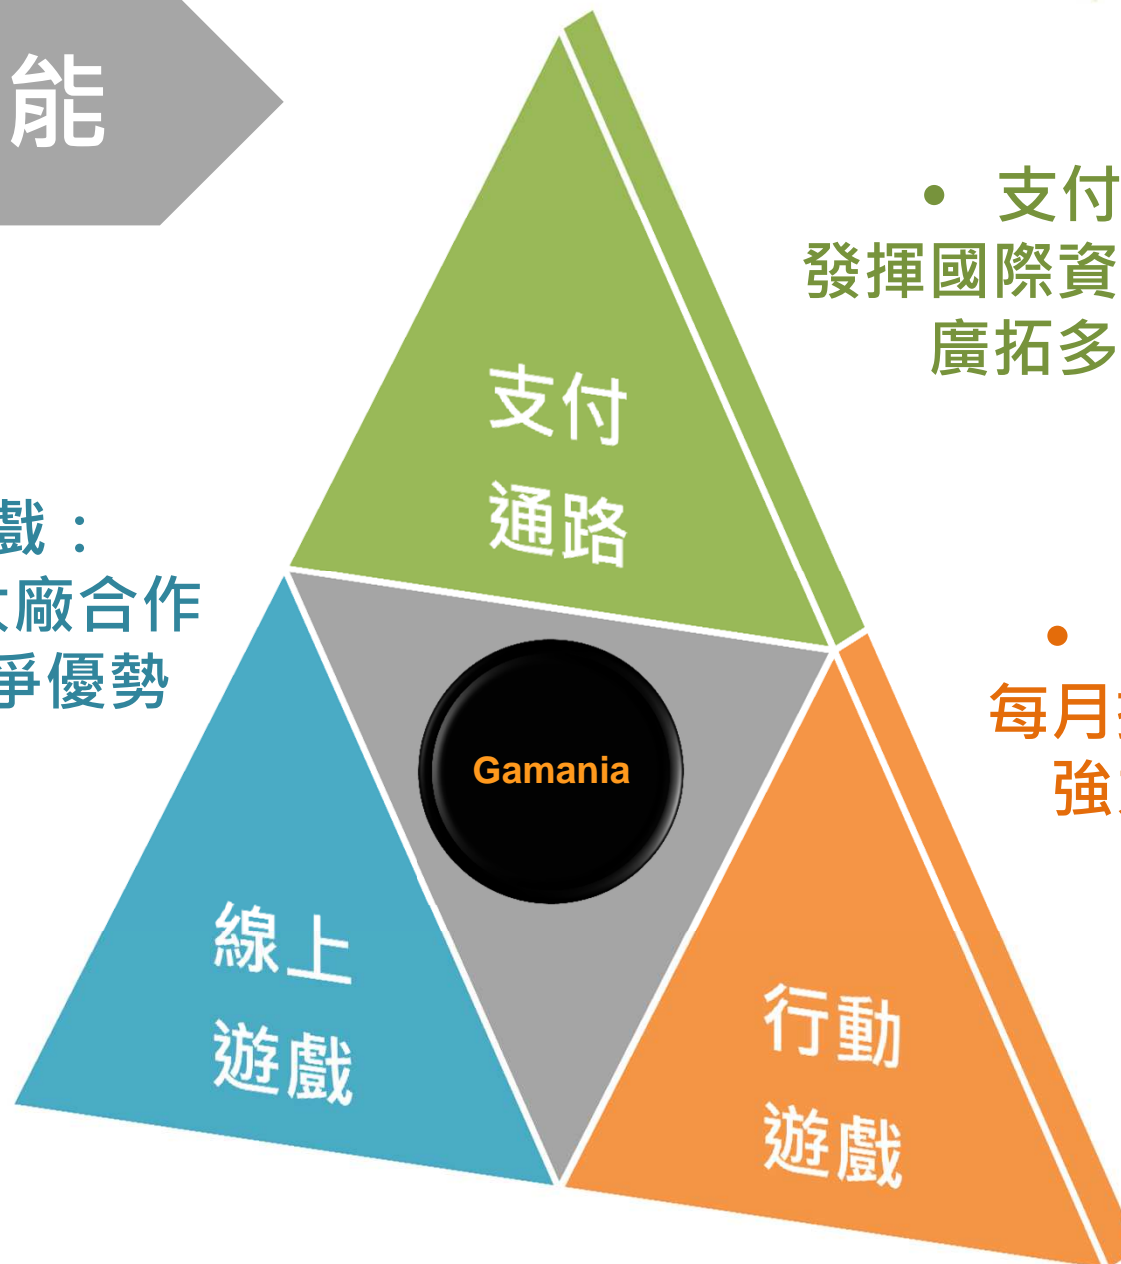 能
• 支付
發揮國際資
廣拓多
支付
通路
戲：
大廠合作
爭優勢
•
每月
強
Gamania
線上
遊戲
行動
遊戲